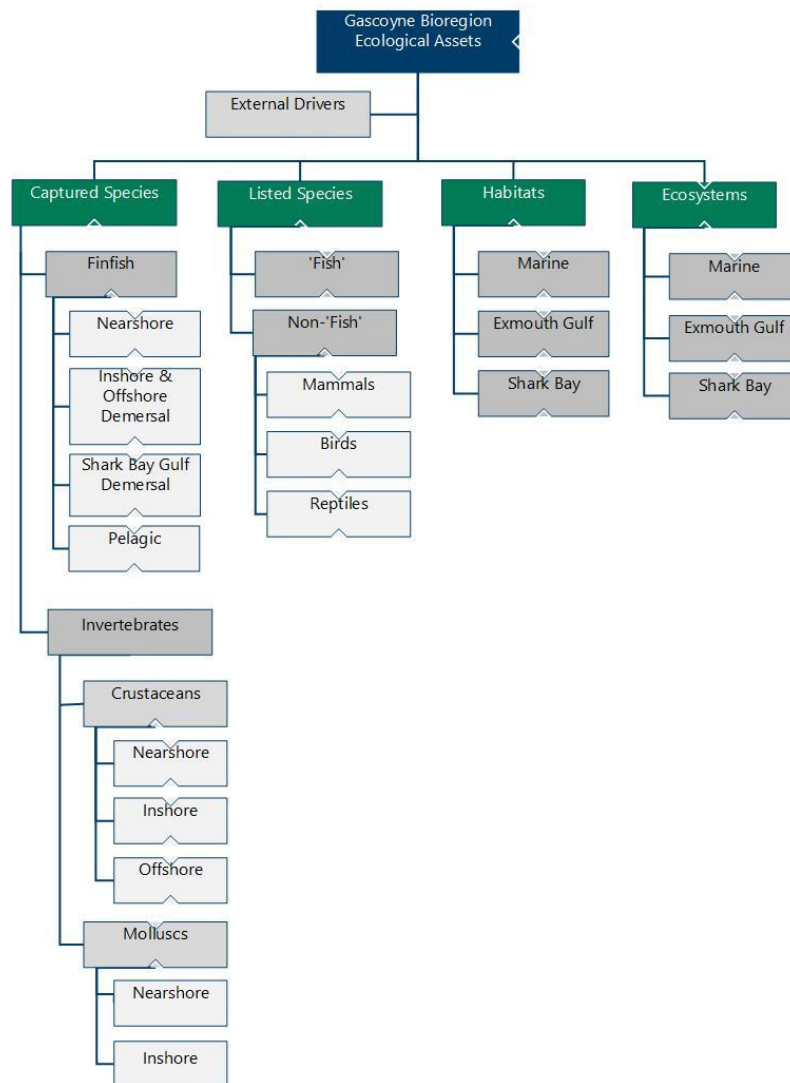 Gascoyne Bioregion
Ecological Assets
External Drivers
Captured Species
Finfish
Nearshore
Inshore &
Offshore
Demersal
Shark Bay Gulf
Demersal
Pelagic
Invertebrates
Crustaceans
Nearshore
Inshore
Offshore
Molluscs
Nearshore
Inshore
Listed Species
'Fish'
Non-'Fish'
Mammals
Birds
Reptiles
Habitats
Marine
Exmouth Gulf
Shark Bay
Ecosystems
Marine
Exmouth Gulf
Shark Bay